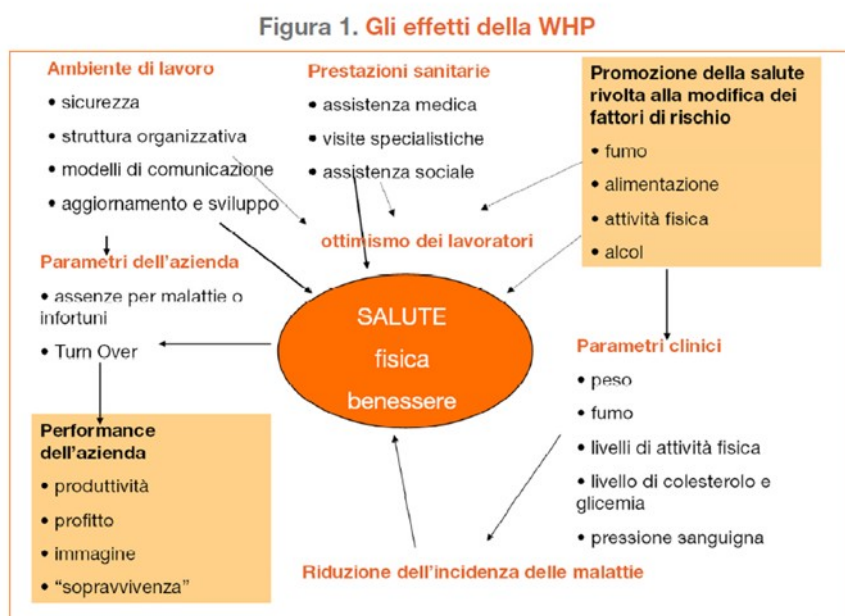 Figura 1. Gli effetti della WHP
Ambiente di lavoro
• sicurezza
• struttura organizzativa
• modelli di comunicazione
• aggiornamento e sviluppo
Prestazioni sanitarie
• assistenza medica
• visite specialistiche
• assistenza sociale
Promozione della salute
rivolta alla modifica dei
fattori di rischio
• fumo
• alimentazione
• attività fisica
• alcol
ottimismo dei lavoratori
Parametri dell'azienda
• assenze per malattie o
infortuni
• Turn Over
SALUTE
fisica
benessere
Parametri clinici
• peso
• fumo
• livelli di attività fisica
• livello di colesterolo e
glicemia
• pressione sanguigna
Performance
dell'azienda
• produttività
• profitto
• immagine
• “sopravvivenza”
Riduzione dell'incidenza delle malattie